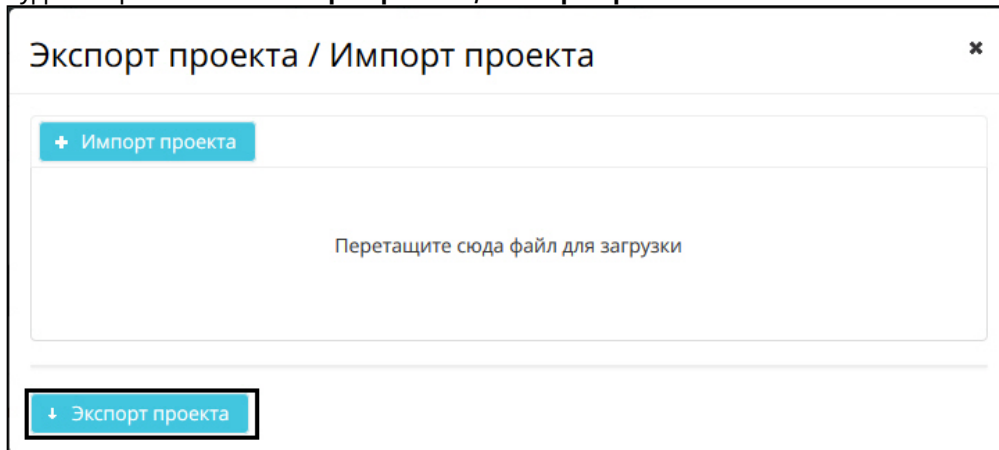 Экспорт проекта / Импорт проекта
Импорт проекта
Перетащите сюда файл для загрузки
Экспорт проекта